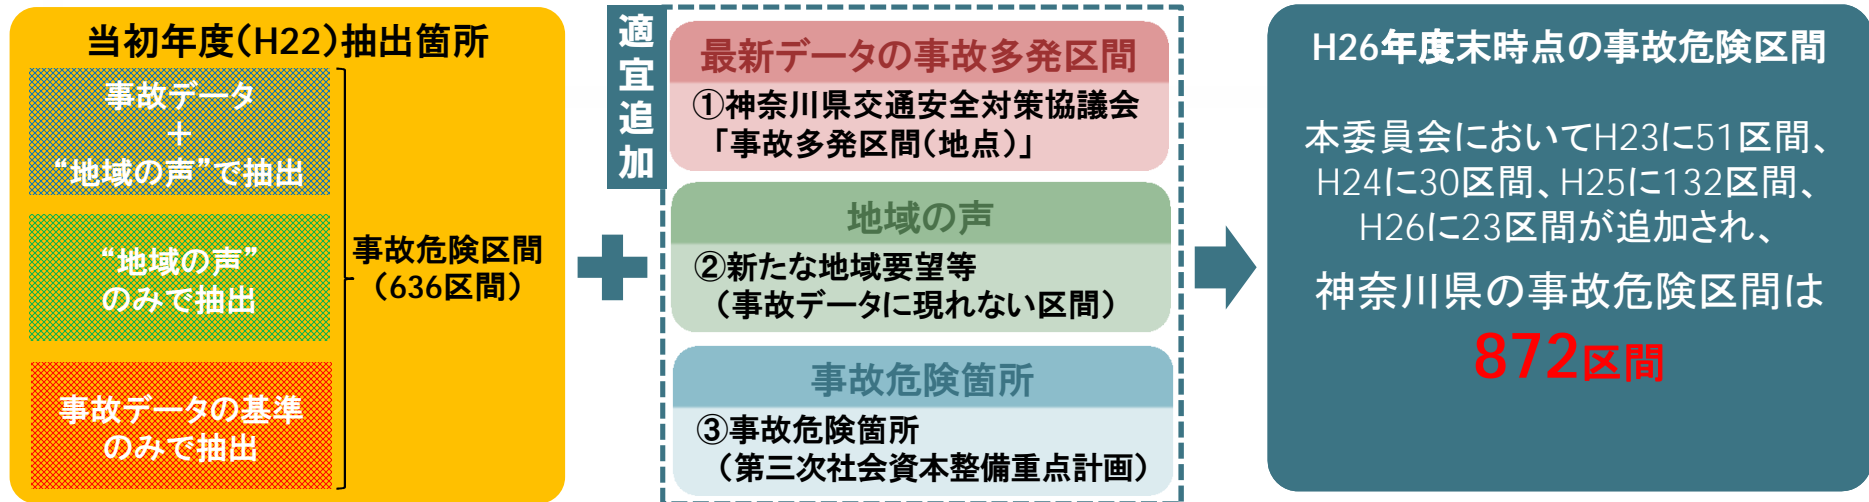 当初年度(H22)抽出箇所
事故データ
+
“地域の声”で抽出
“地域の声”
のみで抽出
事故データの基準
のみで抽出
事故危険区間
(636区間)
適宜追加
最新データの事故多発区間
①神奈川県交通安全対策協議会
「事故多発区間(地点)」
地域の声
②新たな地域要望等
(事故データに現れない区間)
事故危険箇所
③事故危険箇所
(第三次社会資本整備重点計画)
H26年度末時点の事故危険区間
本委員会においてH23に51区間、
H24に30区間、H25に132区間、
H26に23区間が追加され、
神奈川県の事故危険区間は
872区間